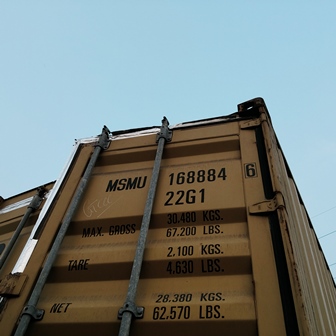 MSMU 168884 6
22G1
30.480 KGS.
MAX. GROSS 67,200 LBS.
2.100 KGS.
TARE 4.630 LBS.
28.380 KGS.
NET 62.570 LBS.